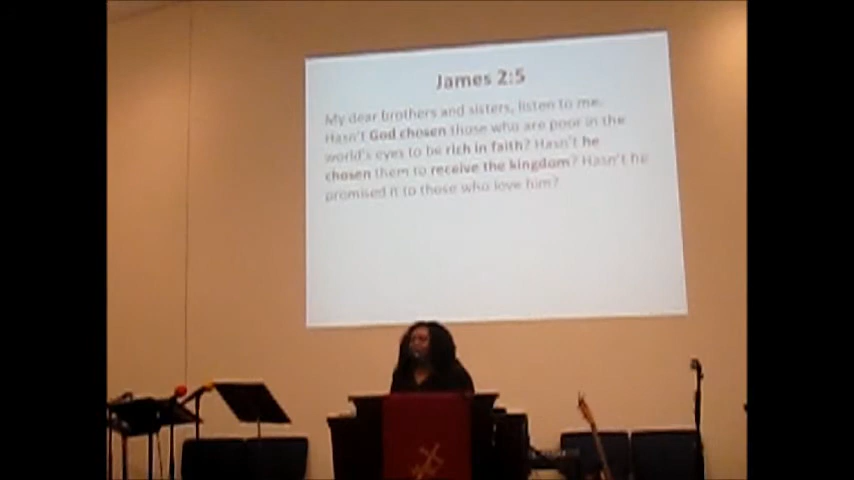 James 2:5
My dear brothers and sisters, listen to me.
Hasn't God chosen those who are poor in the
world's eyes to be rich in faith? Hasn't he
chosen them to receive the kingdom? Hasn't he
promised it to those who love him?